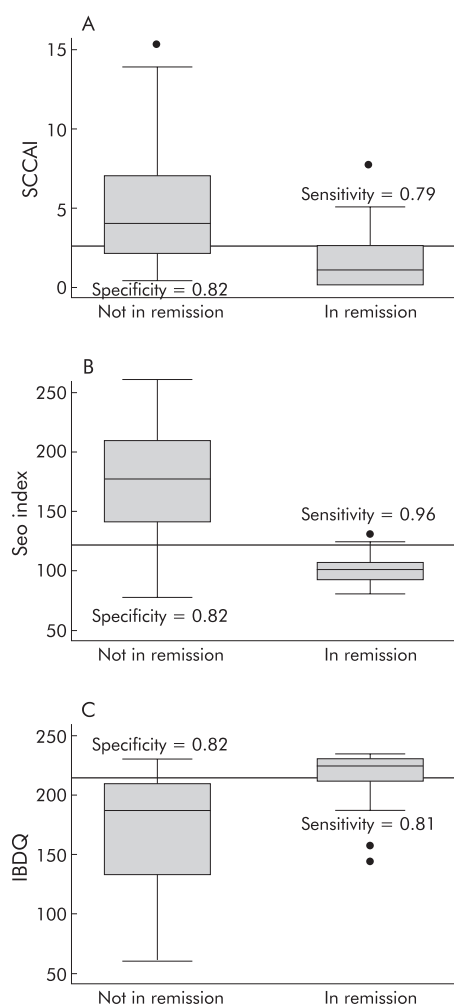 A
15
10
5
0
SCCAI
Sensitivity = 0.79
Specificity = 0.82
Not in remission
In remission
B
250
200
150
100
50
Seo index
Sensitivity = 0.96
Specificity = 0.82
Not in remission
In remission
C
250
200
150
100
50
IBDQ
Specificity = 0.82
Sensitivity = 0.81
Not in remission
In remission